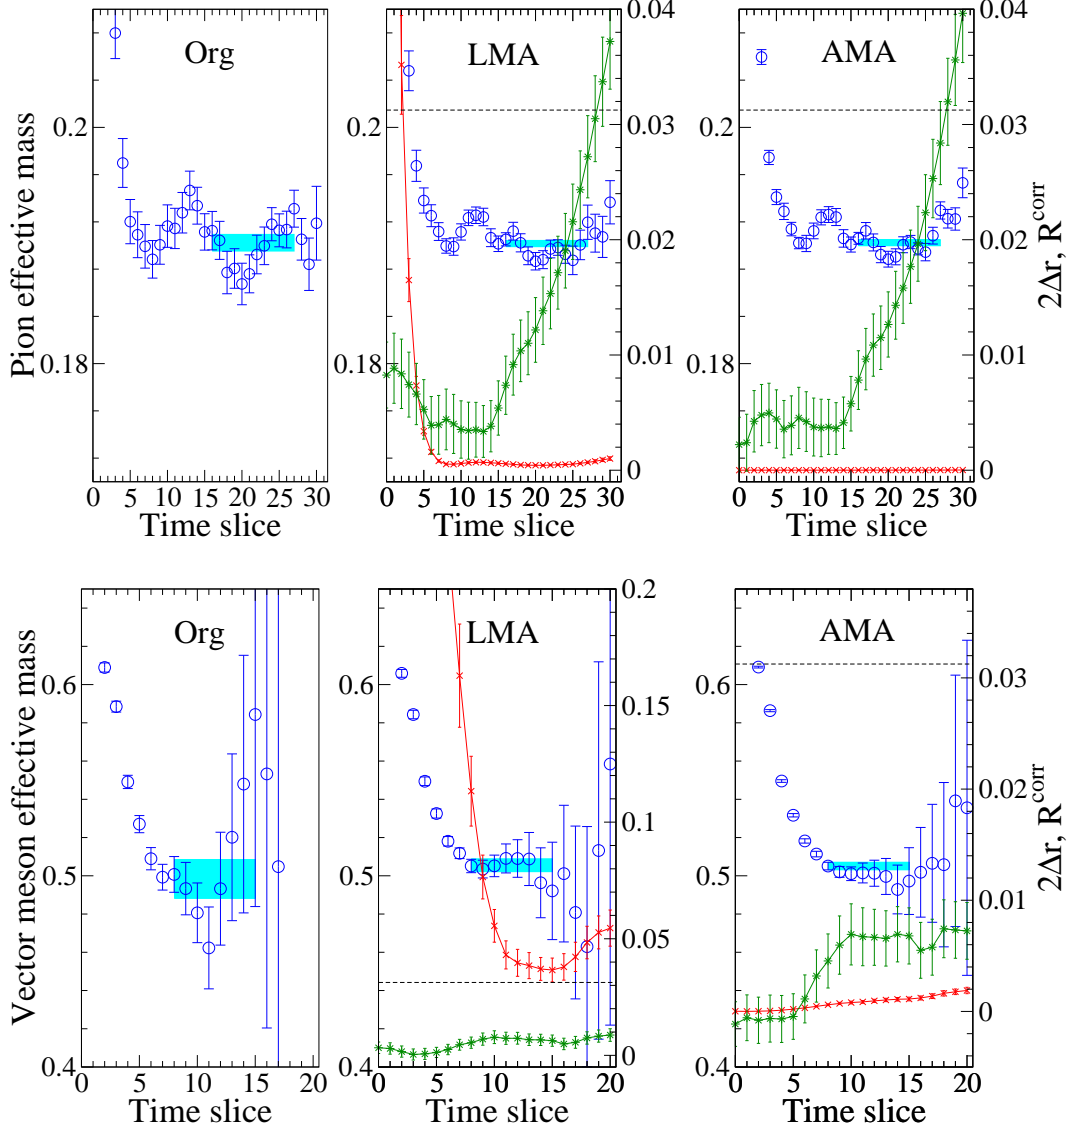 Org
LMA
AMA
0.2
0.18
0 5 10 15 20 25 30
Time slice
Pion effective mass
0.2
0.18
0 5 10 15 20 25 30
Time slice
0.04
0.03
0.02
0.01
0
0.2
0.18
0 5 10 15 20 25 30
Time slice
0.04
0.03
0.02
0.01
0
2Δr, R^corr
Org
LMA
AMA
0.6
0.5
0.4
0 5 10 15 20
Time slice
Vector meson effective mass
0.6
0.5
0.4
0 5 10 15 20
Time slice
0.2
0.15
0.1
0.05
0
0.6
0.5
0.4
0 5 10 15 20
Time slice
0.03
0.02
0.01
0
2Δr, R^corr